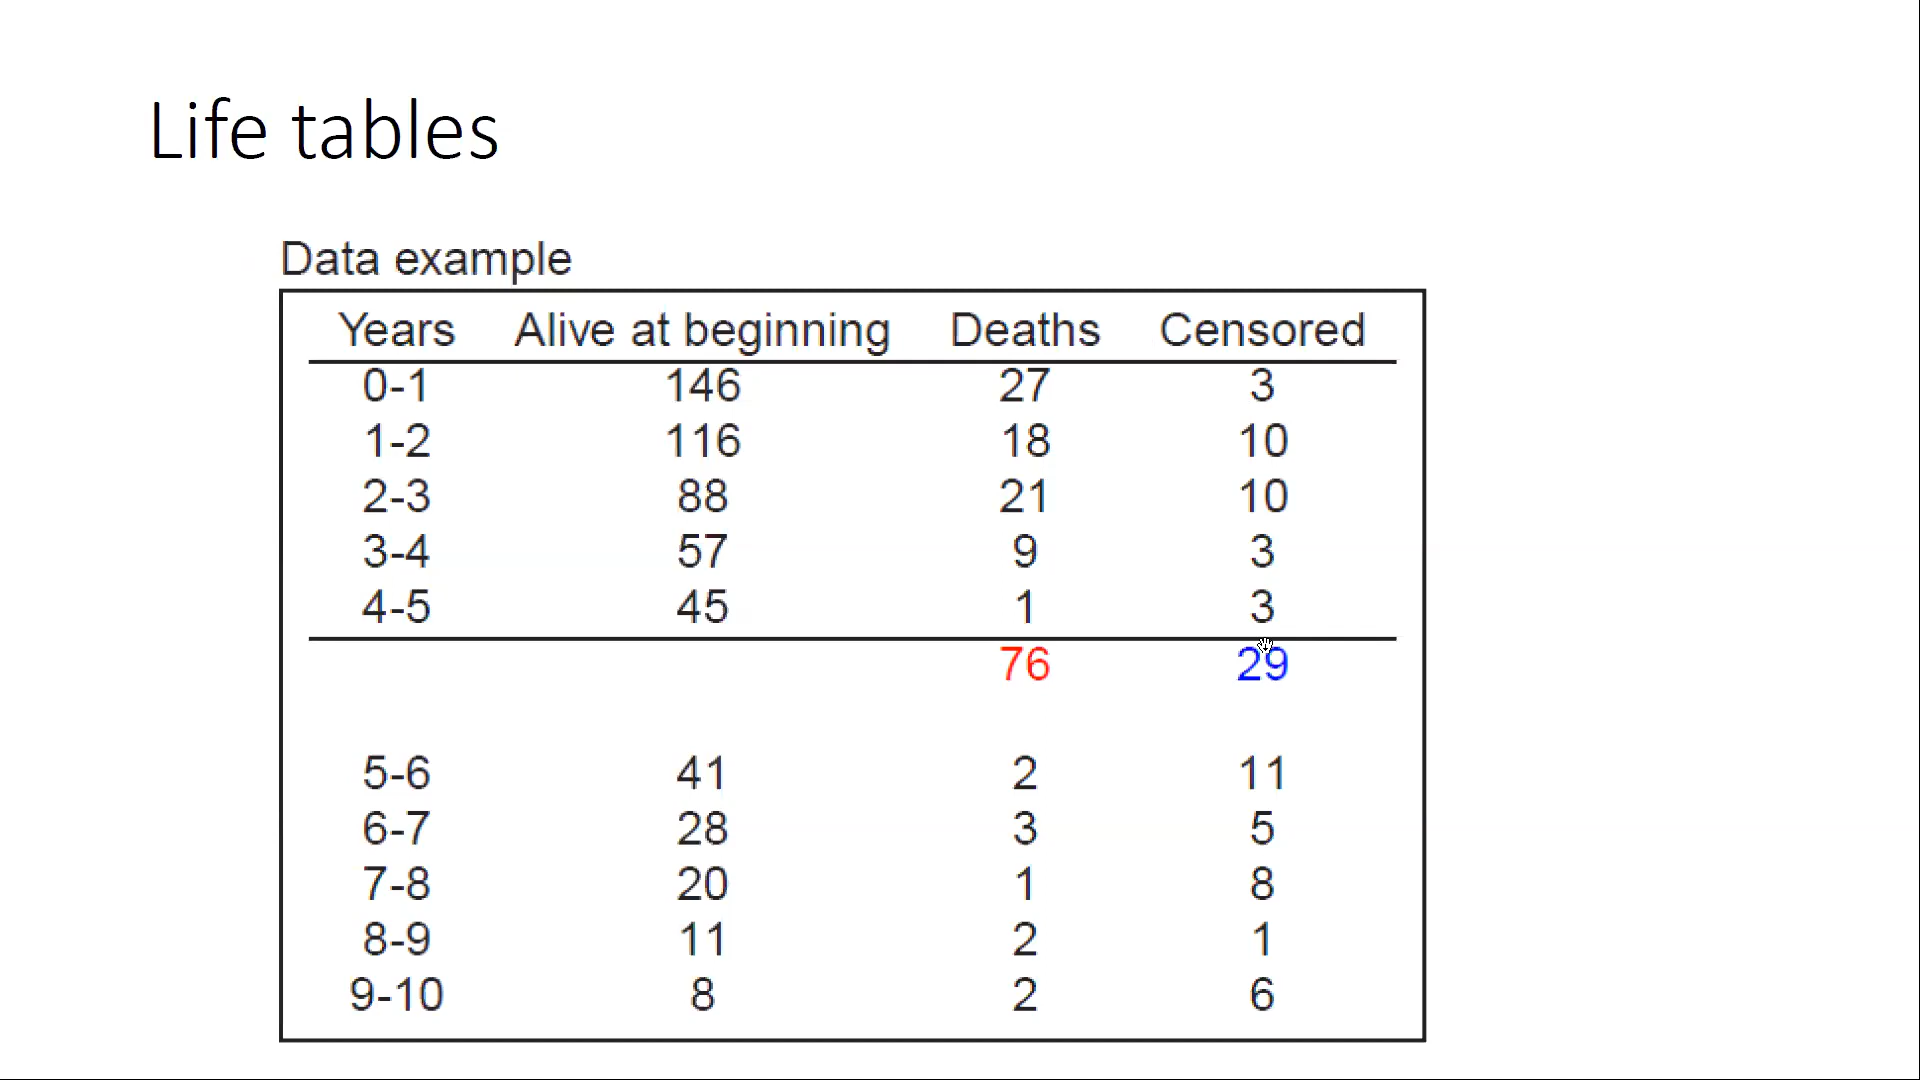 Life tables
Data example
Years Alive at beginning Deaths Censored
0-1 146 27 3
1-2 116 18 10
2-3 88 21 10
3-4 57 9 3
4-5 45 1 3
76 29
5-6 41 2 11
6-7 28 3 5
7-8 20 1 8
8-9 11 2 1
9-10 8 2 6